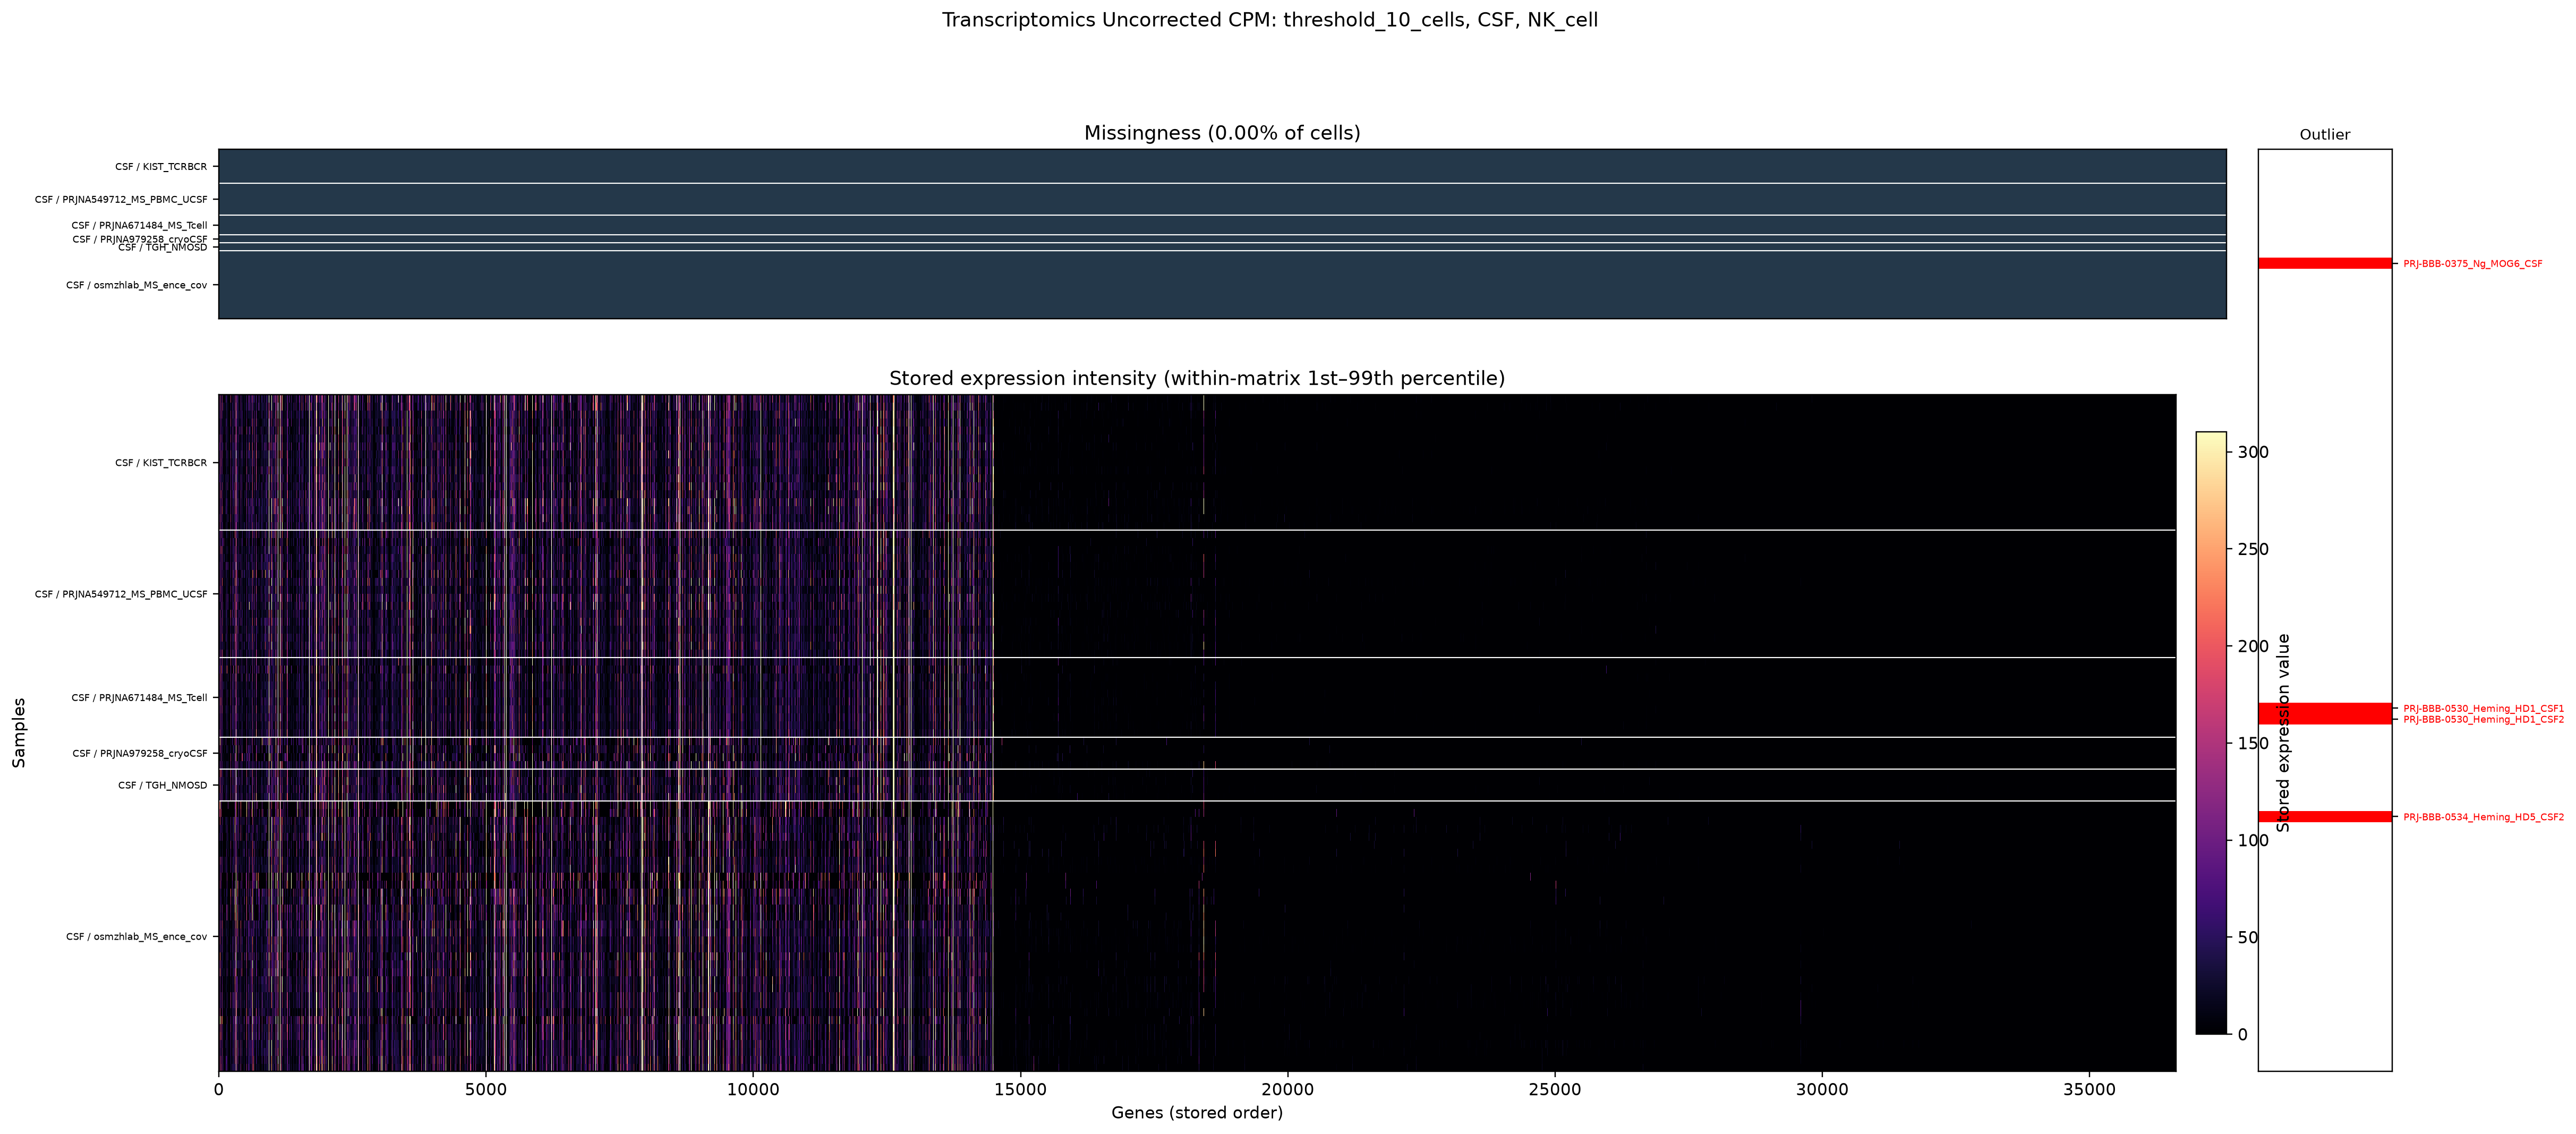 Transcriptomics Uncorrected CPM: threshold_10_cells, CSF, NK_cell
Missingness (0.00% of cells)
Outlier
CSF / KIST_TCRBCR
CSF / PRJNA549712_MS_PBMC_UCSF
CSF / PRJNA671484_MS_Tcell
CSF / PRJNA979258_cryoCSF
CSF / TGH_NMOSD
CSF / osmzhlab_MS_ence_cov
PRJ-BBB-0375_Ng_MOG6_CSF
Stored expression intensity (within-matrix 1st–99th percentile)
Samples
CSF / KIST_TCRBCR
CSF / PRJNA549712_MS_PBMC_UCSF
CSF / PRJNA671484_MS_Tcell
CSF / PRJNA979258_cryoCSF
CSF / TGH_NMOSD
CSF / osmzhlab_MS_ence_cov
300
250
200
150
100
50
0
Stored expression value
PRJ-BBB-0530_Heming_HD1_CSF1
PRJ-BBB-0530_Heming_HD1_CSF2
PRJ-BBB-0534_Heming_HD5_CSF2
0 5000 10000 15000 20000 25000 30000 35000
Genes (stored order)